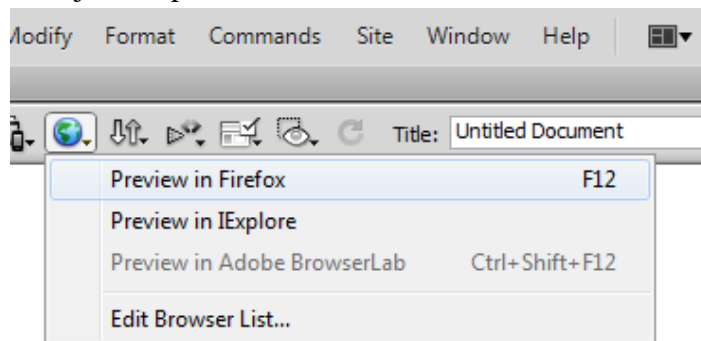 Modify Format Commands Site Window Help
Title: Untitled Document
Preview in Firefox F12
Preview in IExplore
Preview in Adobe BrowserLab Ctrl+Shift+F12
Edit Browser List...